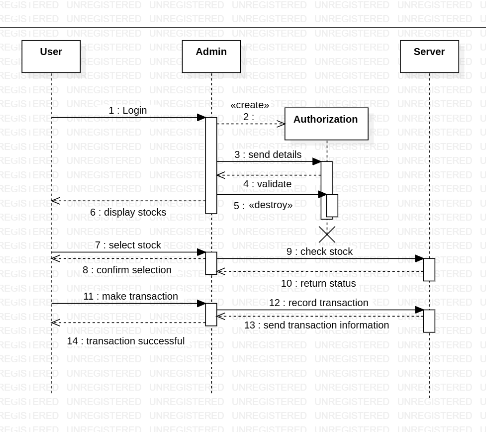 User
Admin
Server
1 : Login
«create»
2 :
Authorization
3 : send details
4 : validate
5 : «destroy»
6 : display stocks
7 : select stock
8 : confirm selection
9 : check stock
10 : return status
11 : make transaction
12 : record transaction
13 : send transaction information
14 : transaction successful
UNREGISTERED